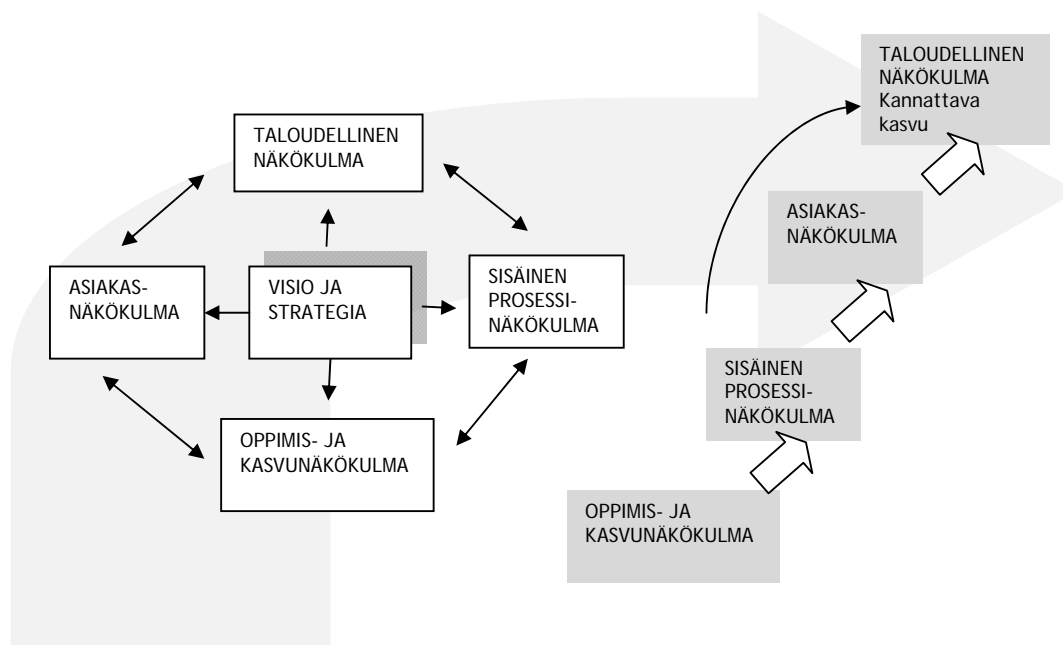 TALOUDELLINEN
NÄKÖKULMA
ASIAKAS-
NÄKÖKULMA
VISIO JA
STRATEGIA
SISÄINEN
PROSESSI-
NÄKÖKULMA
OPPIMIS- JA
KASVUNÄKÖKULMA
TALOUDELLINEN
NÄKÖKULMA
Kannattava
kasvu
ASIAKAS-
NÄKÖKULMA
SISÄINEN
PROSESSI-
NÄKÖKULMA
OPPIMIS- JA
KASVUNÄKÖKULMA